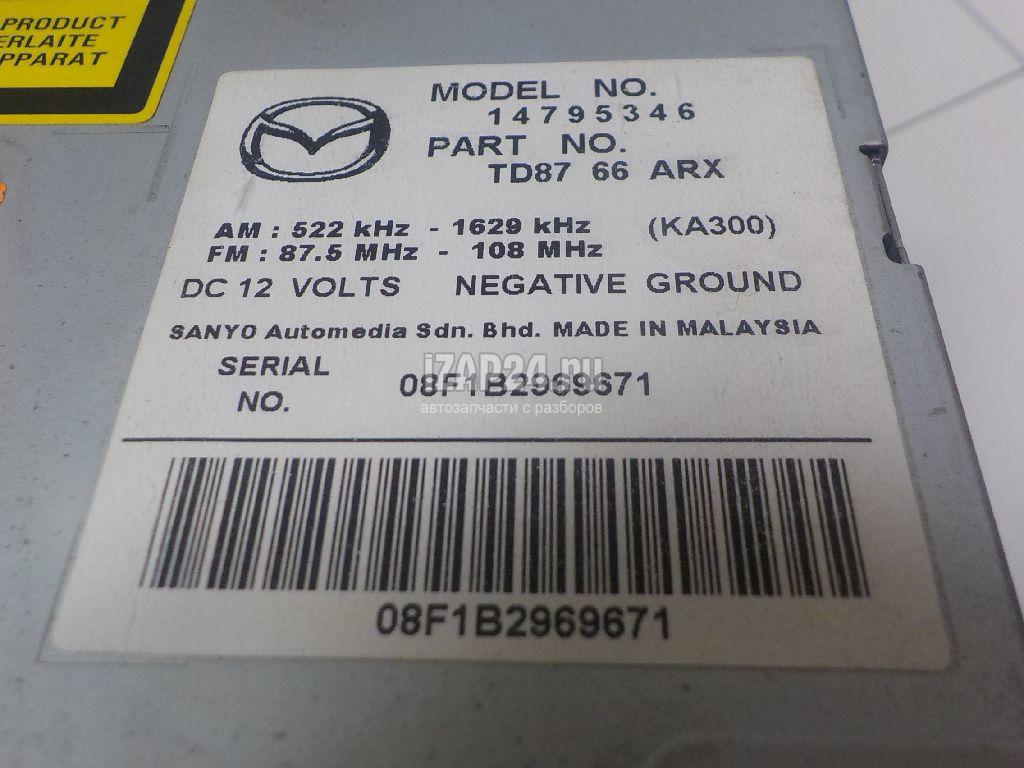 PRODUCT
ERLAITE
PPARAT
MODEL NO.
14795346
PART NO.
TD87 66 ARX
AM : 522 kHz - 1629 kHz (KA300)
FM : 87.5 MHz - 108 MHz
DC 12 VOLTS NEGATIVE GROUND
SANYO Automedia Sdn. Bhd. MADE IN MALAYSIA
SERIAL
NO.
08F1B2969671
iZAP24.ru
автозапчасти с разборов
08F1B2969671